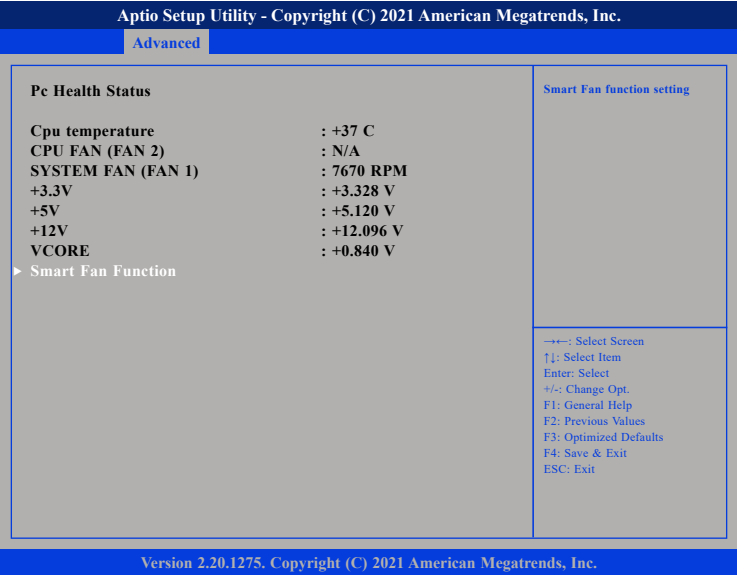 Aptio Setup Utility - Copyright (C) 2021 American Megatrends, Inc.
Advanced
Pc Health Status
Cpu temperature : +37 C
CPU FAN (FAN 2) : N/A
SYSTEM FAN (FAN 1) : 7670 RPM
+3.3V : +3.328 V
+5V : +5.120 V
+12V : +12.096 V
VCORE : +0.840 V
▶ Smart Fan Function
Smart Fan function setting
→←: Select Screen
↑↓: Select Item
Enter: Select
+/-: Change Opt.
F1: General Help
F2: Previous Values
F3: Optimized Defaults
F4: Save & Exit
ESC: Exit
Version 2.20.1275. Copyright (C) 2021 American Megatrends, Inc.